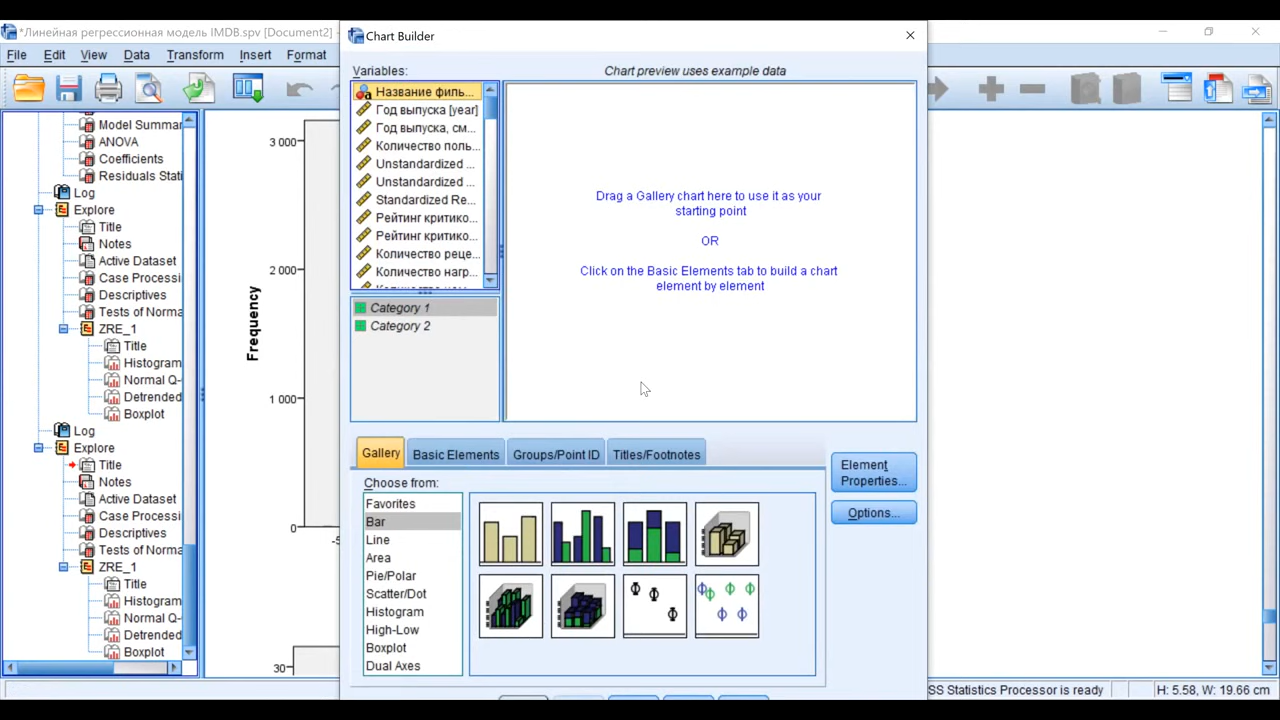 *Линейная регрессионная модель IMDB.spv [Document2]
File Edit View Data Transform Insert Format
Model Summar
ANOVA
Coefficients
Residuals Stati
Log
Explore
Title
Notes
Active Dataset
Case Processi
Descriptives
Tests of Norma
ZRE_1
Title
Histogram
Normal Q-
Detrended
Boxplot
Log
Explore
Title
Notes
Active Dataset
Case Processi
Descriptives
Tests of Norma
ZRE_1
Title
Histogram
Normal Q-
Detrended
Boxplot
3 000
2 000
1 000
0
Frequency
30
Chart Builder
Variables:
Название филь...
Год выпуска [year]
Год выпуска, см...
Количество поль...
Unstandardized ...
Unstandardized ...
Standardized Re...
Рейтинг критико...
Рейтинг критико...
Количество реце...
Количество нагр...
Category 1
Category 2
Chart preview uses example data
Drag a Gallery chart here to use it as your
starting point
OR
Click on the Basic Elements tab to build a chart
element by element
Gallery Basic Elements Groups/Point ID Titles/Footnotes
Choose from:
Favorites
Bar
Line
Area
Pie/Polar
Scatter/Dot
Histogram
High-Low
Boxplot
Dual Axes
Element
Properties...
Options...
SS Statistics Processor is ready
H: 5.58, W: 19.66 cm